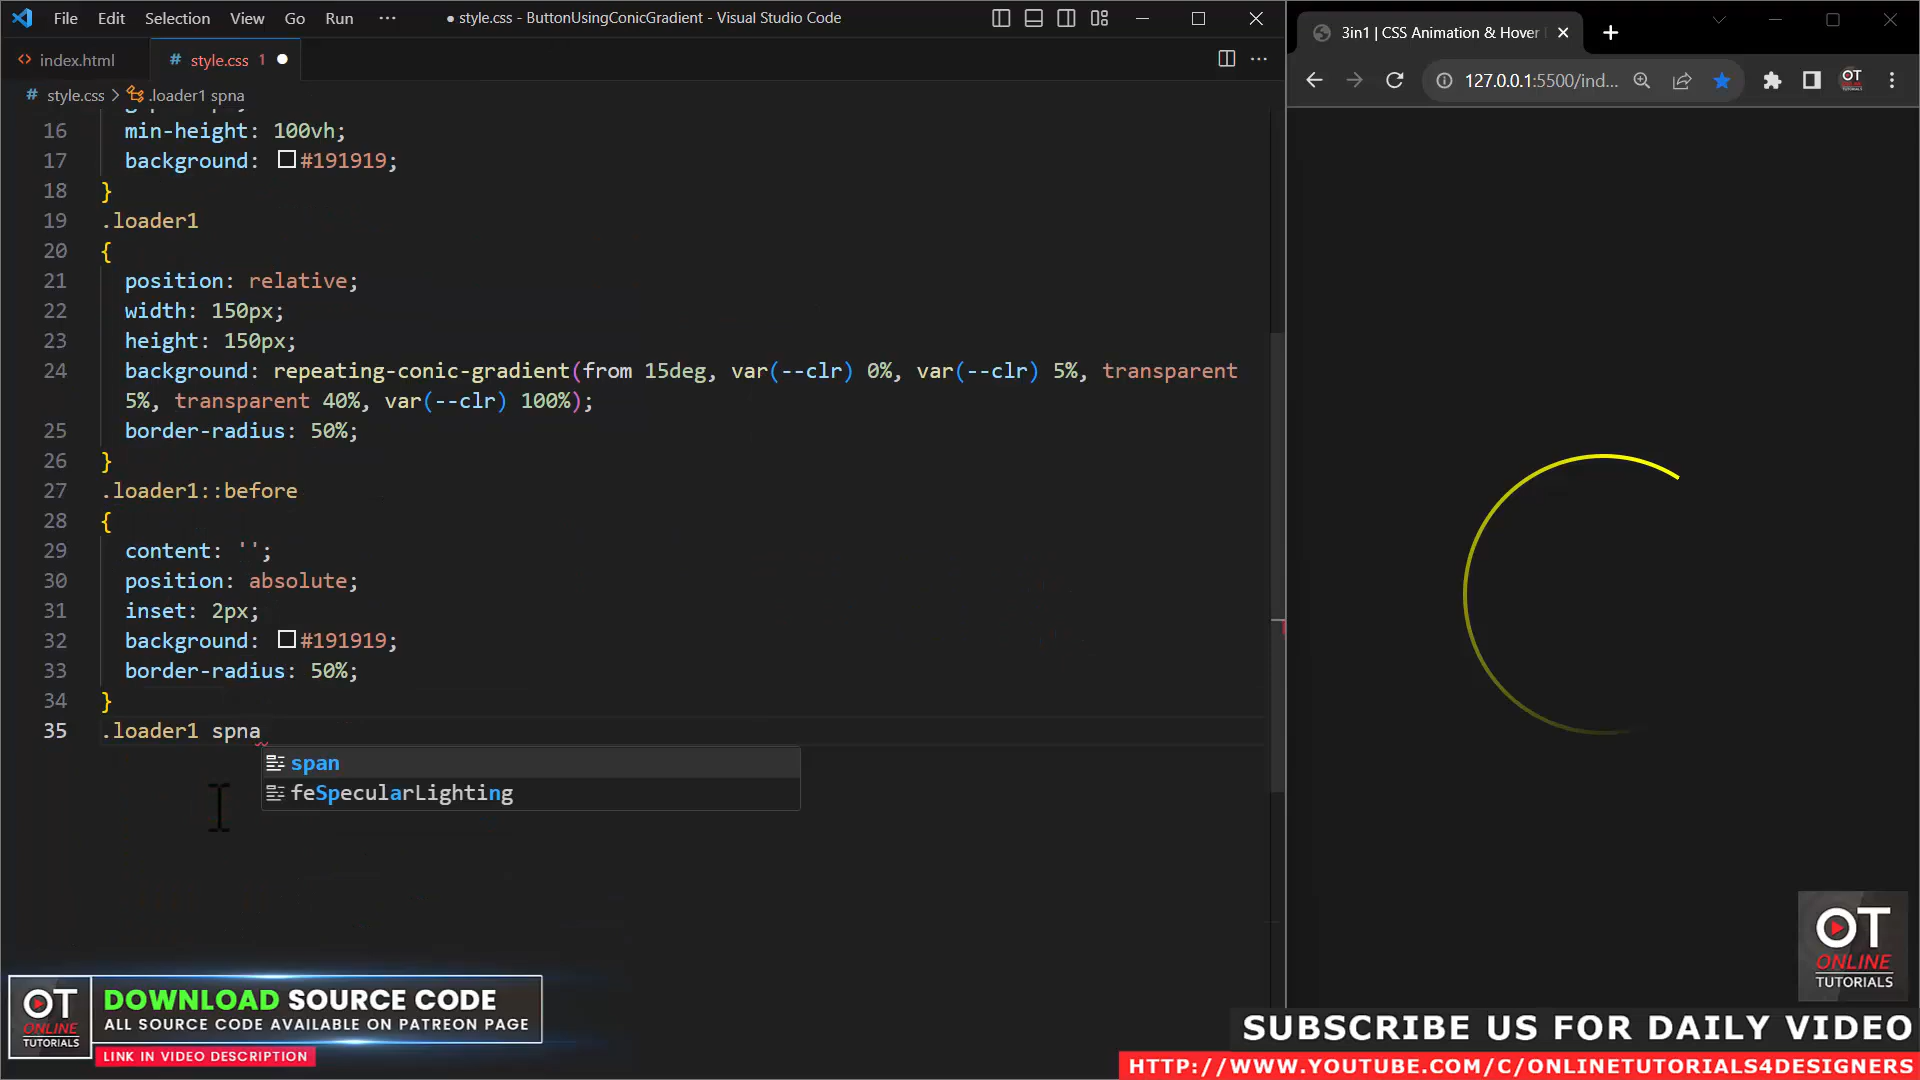 File Edit Selection View Go Run ··· ● style.css - ButtonUsingConicGradient - Visual Studio Code
index.html # style.css 1
# style.css > .loader1 spna
16 min-height: 100vh;
17 background: #191919;
18 }
19 .loader1
20 {
21 position: relative;
22 width: 150px;
23 height: 150px;
24 background: repeating-conic-gradient(from 15deg, var(--clr) 0%, var(--clr) 5%, transparent
5%, transparent 40%, var(--clr) 100%);
25 border-radius: 50%;
26 }
27 .loader1::before
28 {
29 content: '';
30 position: absolute;
31 inset: 2px;
32 background: #191919;
33 border-radius: 50%;
34 }
35 .loader1 spna
span
feSpecularLighting
3in1 | CSS Animation & Hover
127.0.0.1:5500/ind...
OT
ONLINE
TUTORIALS
OT
ONLINE
TUTORIALS
DOWNLOAD SOURCE CODE
ALL SOURCE CODE AVAILABLE ON PATREON PAGE
LINK IN VIDEO DESCRIPTION
SUBSCRIBE US FOR DAILY VIDEO
HTTP://WWW.YOUTUBE.COM/C/ONLINETUTORIALS4DESIGNERS